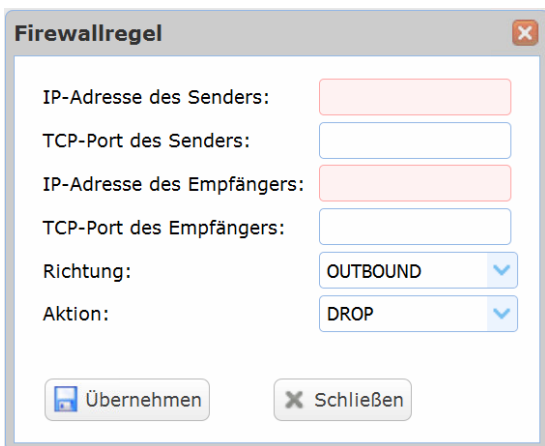 Firewallregel
IP-Adresse des Senders:
TCP-Port des Senders:
IP-Adresse des Empfängers:
TCP-Port des Empfängers:
Richtung: OUTBOUND
Aktion: DROP
Übernehmen Schließen